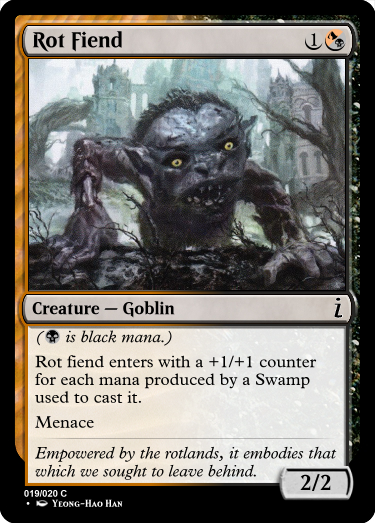 Rot Fiend 1
Creature — Goblin i
( is black mana.)
Rot fiend enters with a +1/+1 counter
for each mana produced by a Swamp
used to cast it.
Menace
Empowered by the rotlands, it embodies that
which we sought to leave behind.
2/2
019/020 C
• Yeong-Hao Han